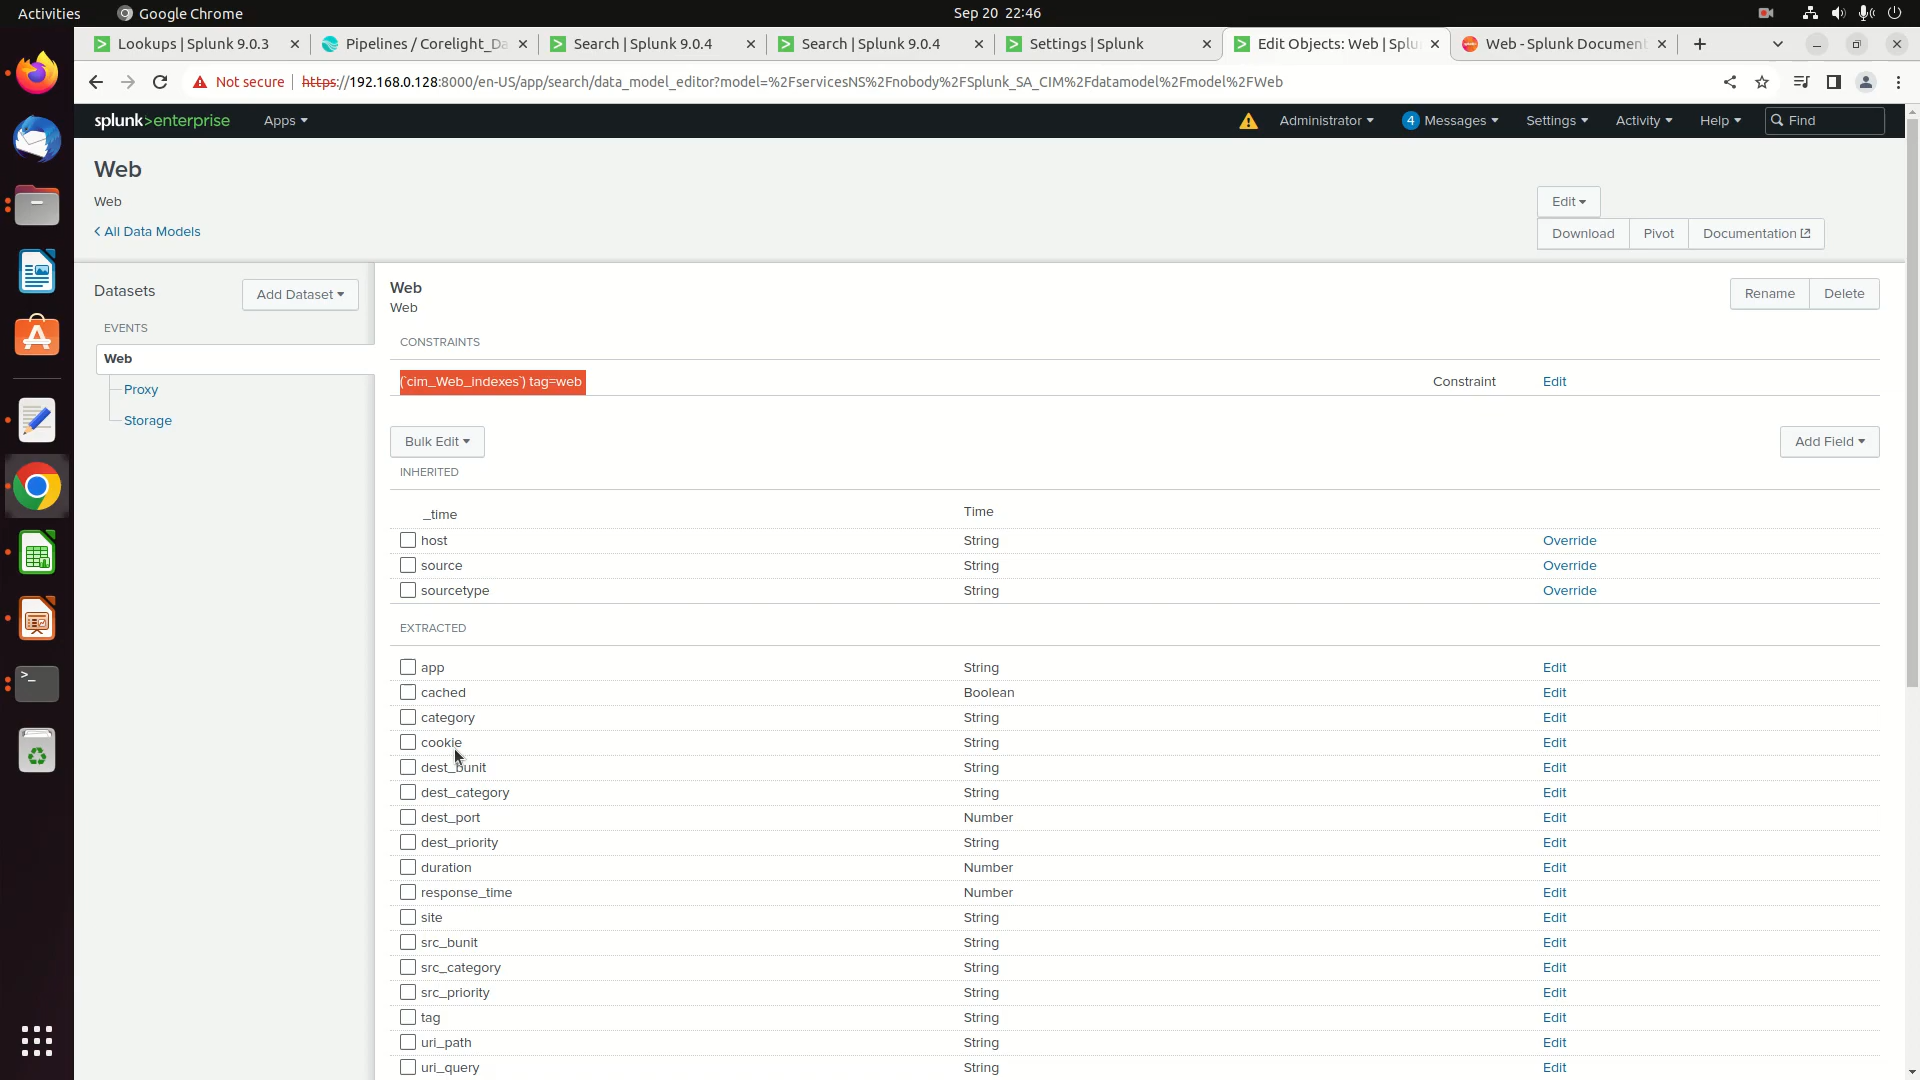 Activities
Google Chrome
Sep 20 22:46
Lookups | Splunk 9.0.3
Pipelines / Corelight_Da
Search | Splunk 9.0.4
Search | Splunk 9.0.4
Settings | Splunk
Edit Objects: Web | Splu
Web - Splunk Document
Not secure
https://192.168.0.128:8000/en-US/app/search/data_model_editor?model=%2FservicesNS%2Fnobody%2FSplunk_SA_CIM%2Fdatamodel%2Fmodel%2FWeb
splunk>enterprise
Apps
Administrator
4 Messages
Settings
Activity
Help
Find
Web
Web
Edit
< All Data Models
Download
Pivot
Documentation
Datasets
Add Dataset
EVENTS
Web
Proxy
Storage
Web
Web
Rename
Delete
CONSTRAINTS
(`cim_Web_indexes`) tag=web
Constraint
Edit
Bulk Edit
Add Field
INHERITED
_time Time
host String Override
source String Override
sourcetype String Override
EXTRACTED
app String Edit
cached Boolean Edit
category String Edit
cookie String Edit
dest_bunit String Edit
dest_category String Edit
dest_port Number Edit
dest_priority String Edit
duration Number Edit
response_time Number Edit
site String Edit
src_bunit String Edit
src_category String Edit
src_priority String Edit
tag String Edit
uri_path String Edit
uri_query String Edit